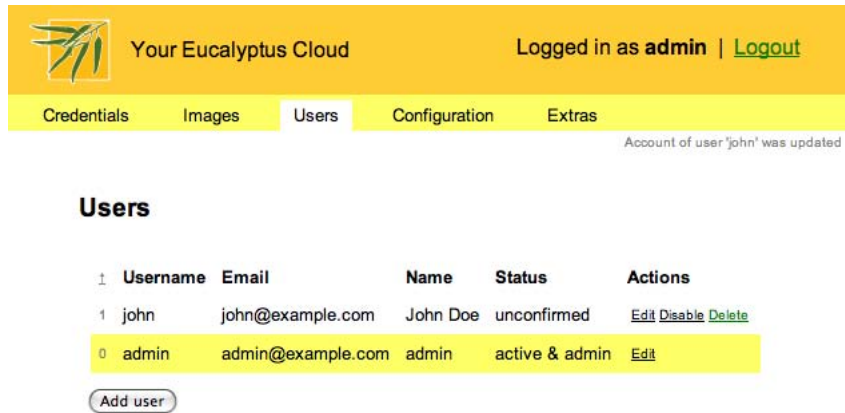 Your Eucalyptus Cloud
Logged in as admin | Logout
Credentials Images Users Configuration Extras
Account of user 'john' was updated
Users
↑ Username Email Name Status Actions
1 john john@example.com John Doe unconfirmed Edit Disable Delete
0 admin admin@example.com admin active & admin Edit
Add user